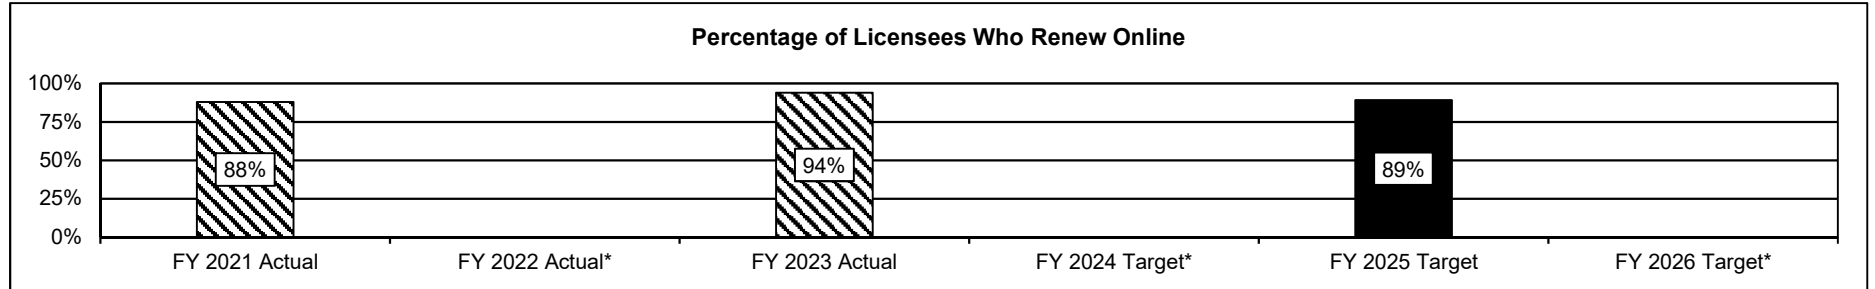 Percentage of Licensees Who Renew Online
100%
75%
50%
25%
0%
88%
94%
89%
FY 2021 Actual
FY 2022 Actual*
FY 2023 Actual
FY 2024 Target*
FY 2025 Target
FY 2026 Target*